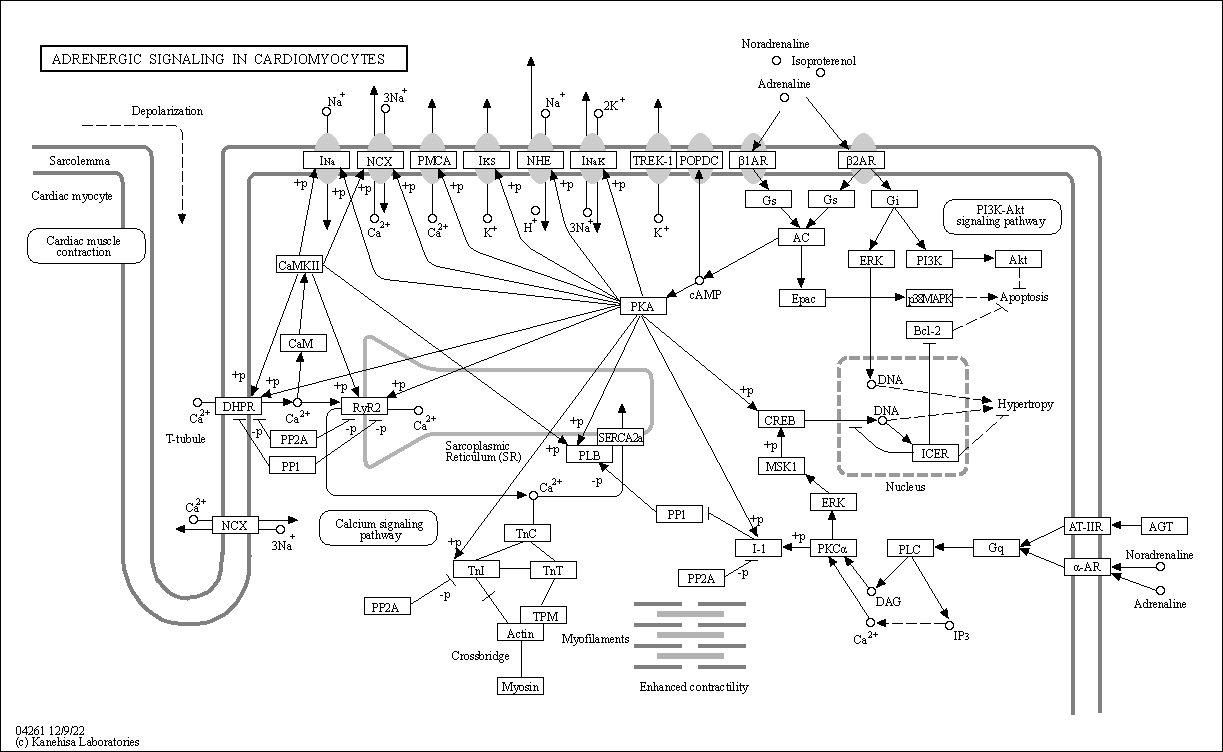 Noradrenaline
Isoproterenol
ADRENERGIC SIGNALING IN CARDIOMYOCYTES
Adrenaline
Depolarization
Na+
3Na+
Na+
2K+
Sarcolemma
INa
NCX
PMCA
IKS
NHE
INaK
TREK-1
POPDC
β1AR
β2AR
+p
+p
+p
+p
+p
+p
+p
+p
Cardiac myocyte
Gs
Gs
Gi
PI3K-Akt
signaling pathway
Ca2+
Ca2+
K+
H+
3Na+
K+
AC
Cardiac muscle
contraction
CaMKII
ERK
PI3K
Akt
cAMP
PKA
Epac
p38MAPK
Apoptosis
Bcl-2
CaM
+p
+p
+p
+p
+p
DNA
Ca2+
DHPR
Ca2+
RyR2
Ca2+
CREB
DNA
Hypertropy
T-tubule
-p
PP2A
-p
-p
+p
SERCA2a
+p
ICER
PP1
Sarcoplasmic
Reticulum (SR)
+p
PLB
-p
MSK1
Nucleus
Ca2+
Ca2+
ERK
NCX
3Na+
Calcium signaling
pathway
PP1
+p
AT-IIR
AGT
TnC
+p
I-1
+p
PKCα
PLC
Gq
Noradrenaline
TnI
TnT
-p
PP2A
α-AR
-p
PP2A
DAG
Adrenaline
TPM
Actin
Myofilaments
Ca2+
IP3
Crossbridge
Myosin
Enhanced contractility
04261 12/9/22
(c) Kanehisa Laboratories